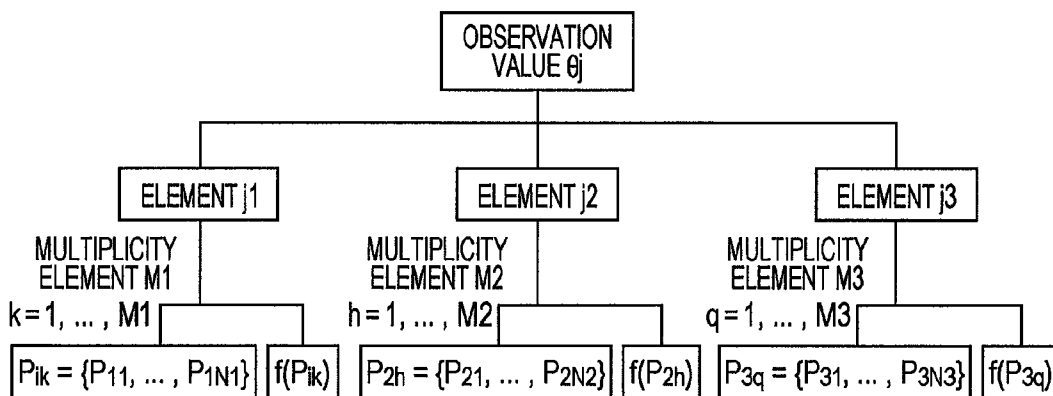 OBSERVATION
VALUE θj
ELEMENT j1
ELEMENT j2
ELEMENT j3
MULTIPLICITY
ELEMENT M1
MULTIPLICITY
ELEMENT M2
MULTIPLICITY
ELEMENT M3
k = 1, ... , M1
h = 1, ... , M2
q = 1, ... , M3
Pik = {P11, ... , P1N1}
f(Pik)
P2h = {P21, ... , P2N2}
f(P2h)
P3q = {P31, ... , P3N3}
f(P3q)